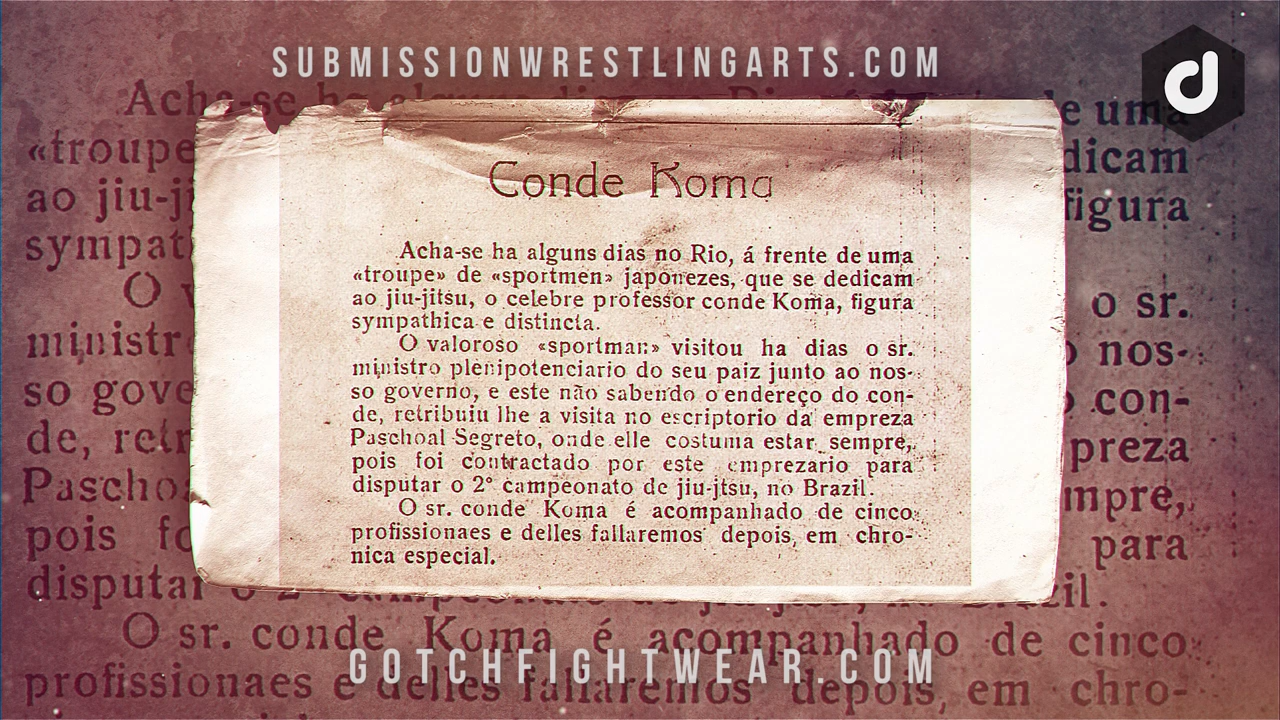 SUBMISSIONWRESTLINGARTS.COM
d
Conde Koma
Acha-se ha alguns dias no Rio, á frente de uma
«troupe» de «sportmen» japonezes, que se dedicam
ao jiu-jitsu, o celebre professor conde Koma, figura
sympathica e distincta.
O valoroso «sportman» visitou ha dias o sr.
ministro plenipotenciario do seu paiz junto ao nos-
so governo, e este não sabendo o endereço do con-
de, retribuiu lhe a visita no escriptorio da empreza
Paschoal Segreto, onde elle costuma estar sempre,
pois foi contractado por este emprezario para
disputar o 2º campeonato de jiu-jtsu, no Brazil.
O sr. conde Koma é acompanhado de cinco
profissionaes e delles fallaremos depois, em chro-
nica especial.
GOTCHFIGHTWEAR.COM